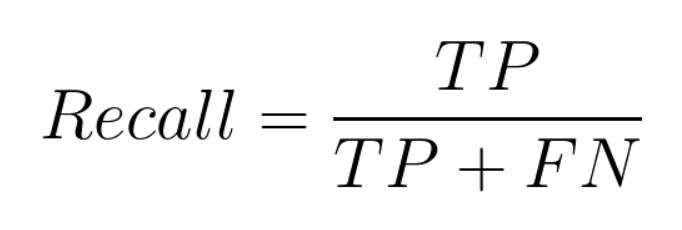 Recall = TP / TP + FN